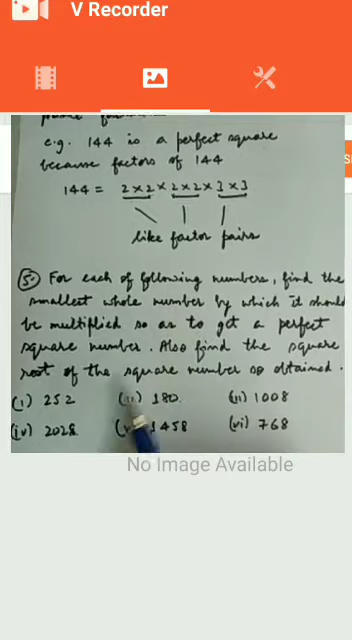 V Recorder
e.g. 144 is a perfect square
because factors of 144
144 = 2×2 × 2×2 × 3×3
like factor pairs
(5) For each of following numbers, find the
smallest whole number by which it should
be multiplied so as to get a perfect
square number. Also find the square
root of the square number so obtained.
(i) 252 (ii) 180. (ii) 1008
(iv) 2028 (v 1458 (vi) 768
No Image Available